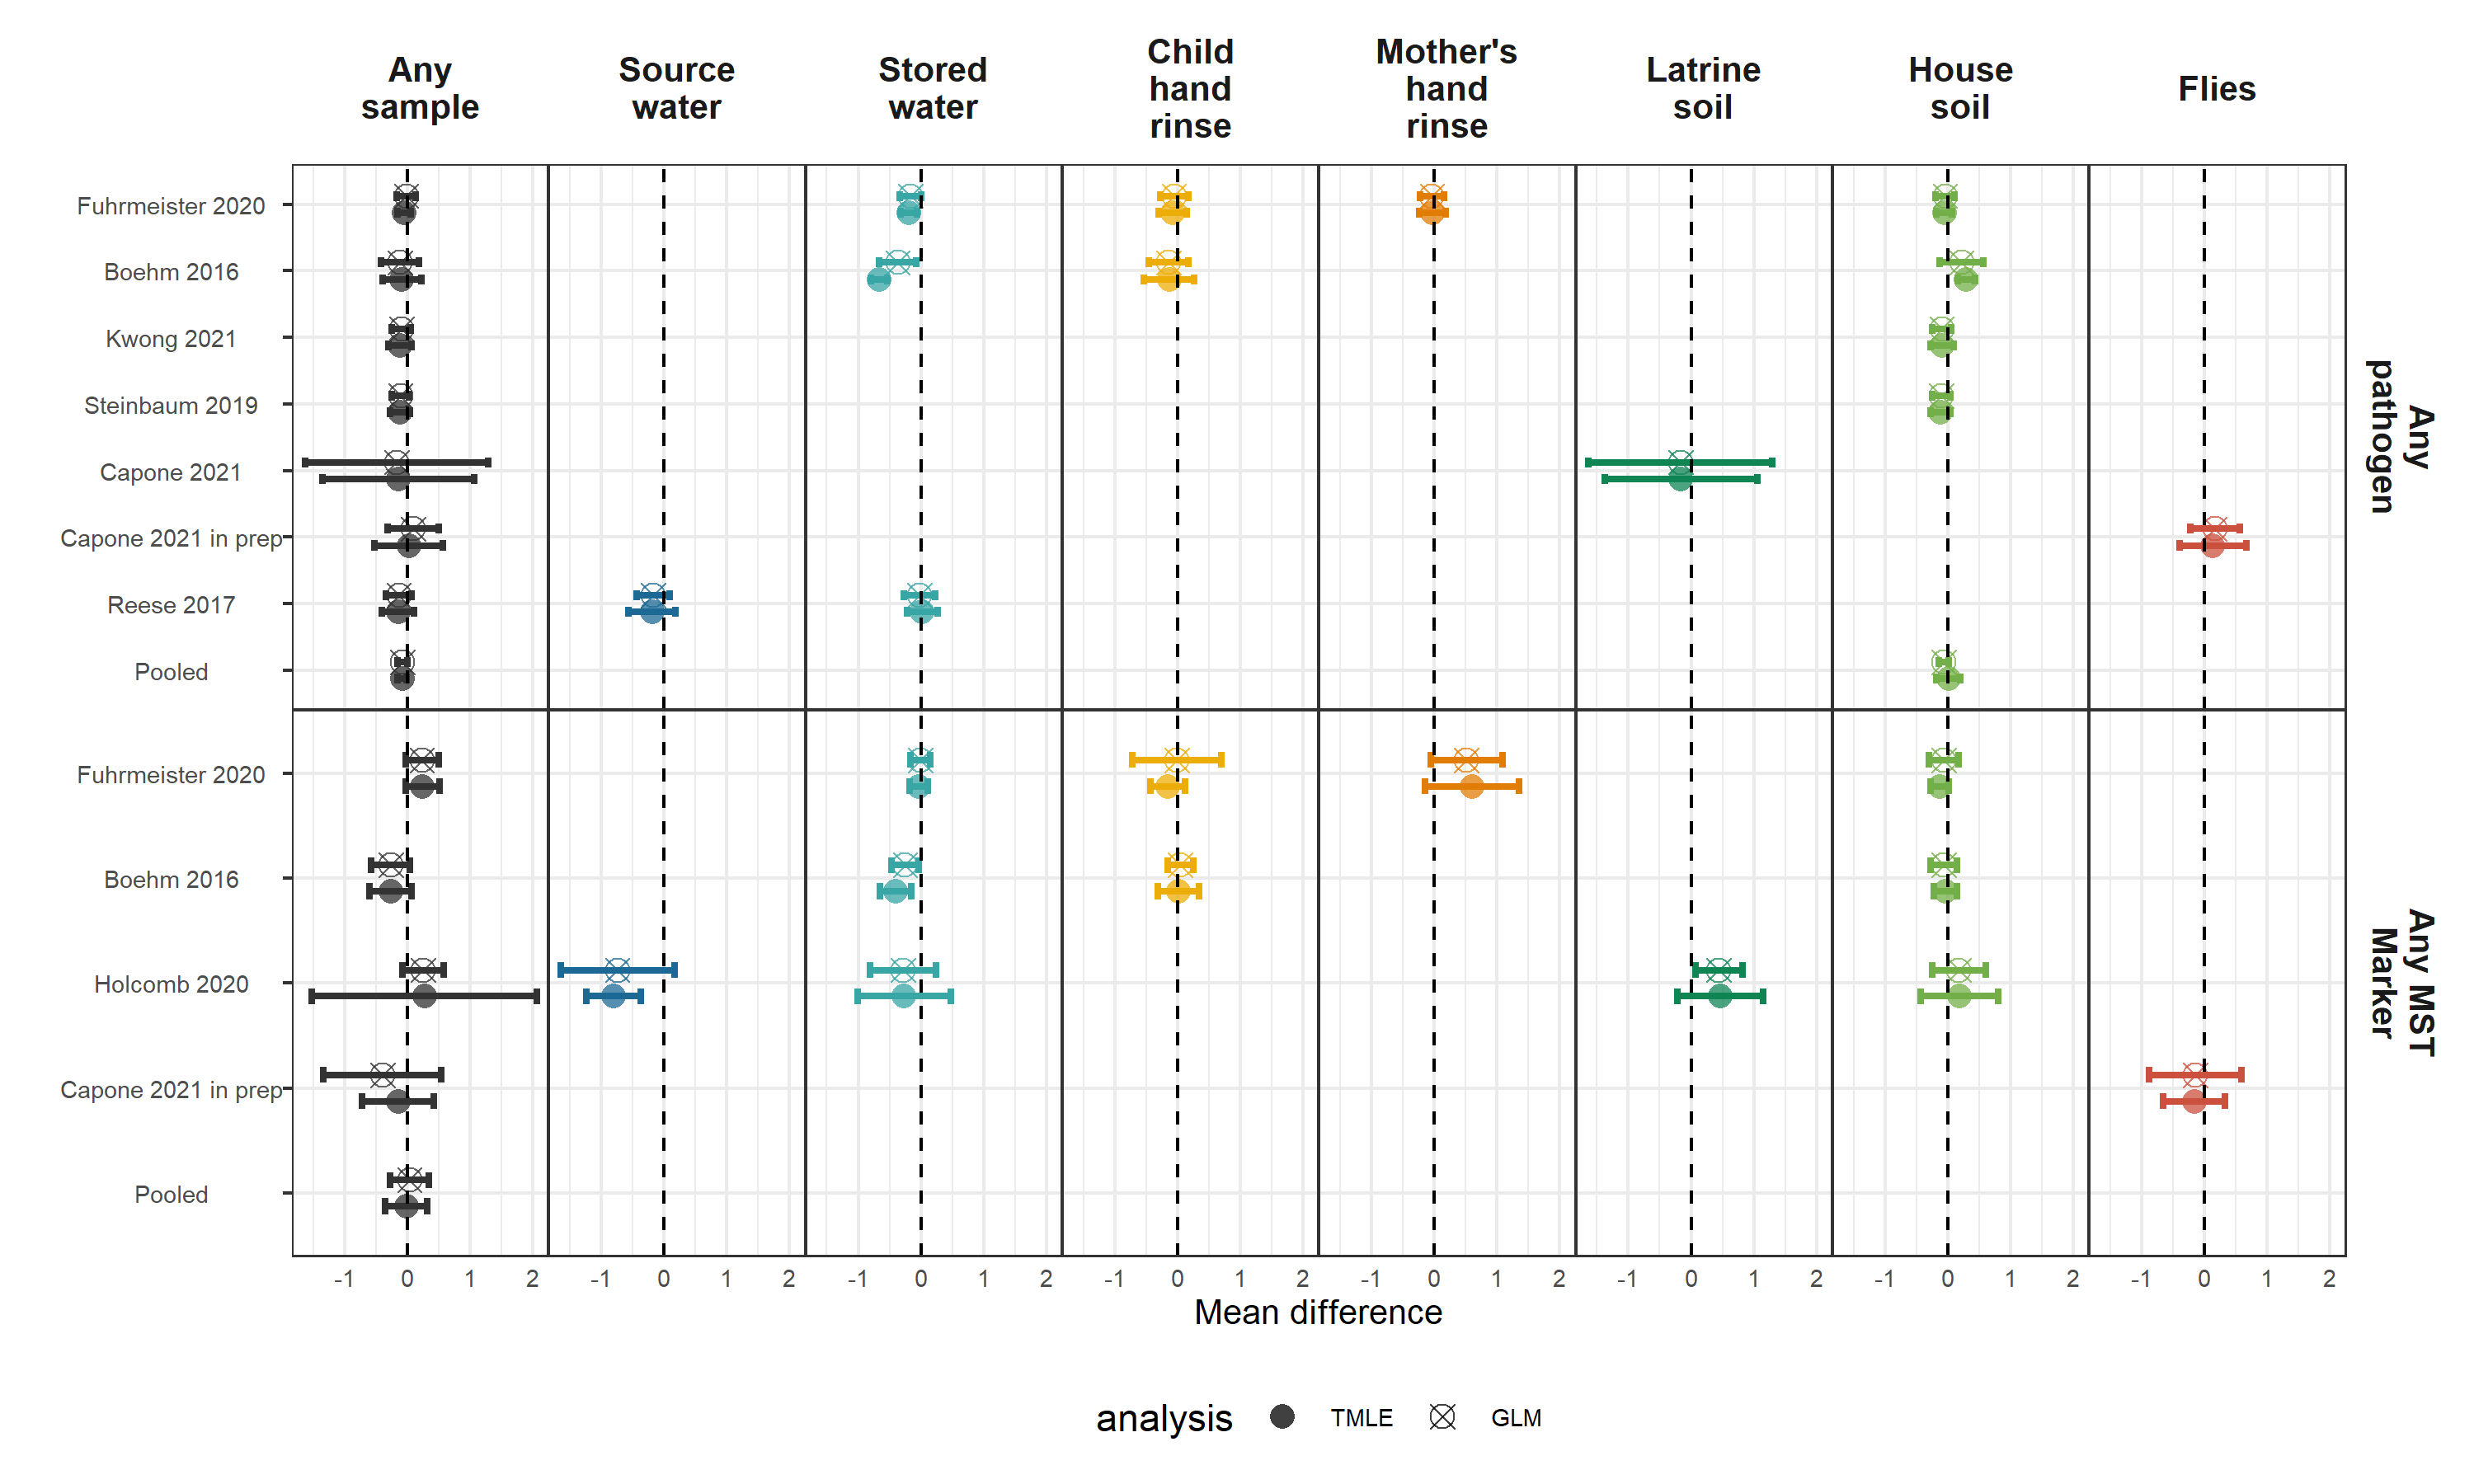 Any
sample
Source
water
Stored
water
Child
hand
rinse
Mother's
hand
rinse
Latrine
soil
House
soil
Flies
Fuhrmeister 2020
Boehm 2016
Kwong 2021
Steinbaum 2019
Capone 2021
Capone 2021 in prep
Reese 2017
Pooled
Any
pathogen
Fuhrmeister 2020
Boehm 2016
Holcomb 2020
Capone 2021 in prep
Pooled
Any MST
Marker
-1 0 1 2 -1 0 1 2 -1 0 1 2 -1 0 1 2 -1 0 1 2 -1 0 1 2 -1 0 1 2 -1 0 1 2
Mean difference
analysis TMLE GLM